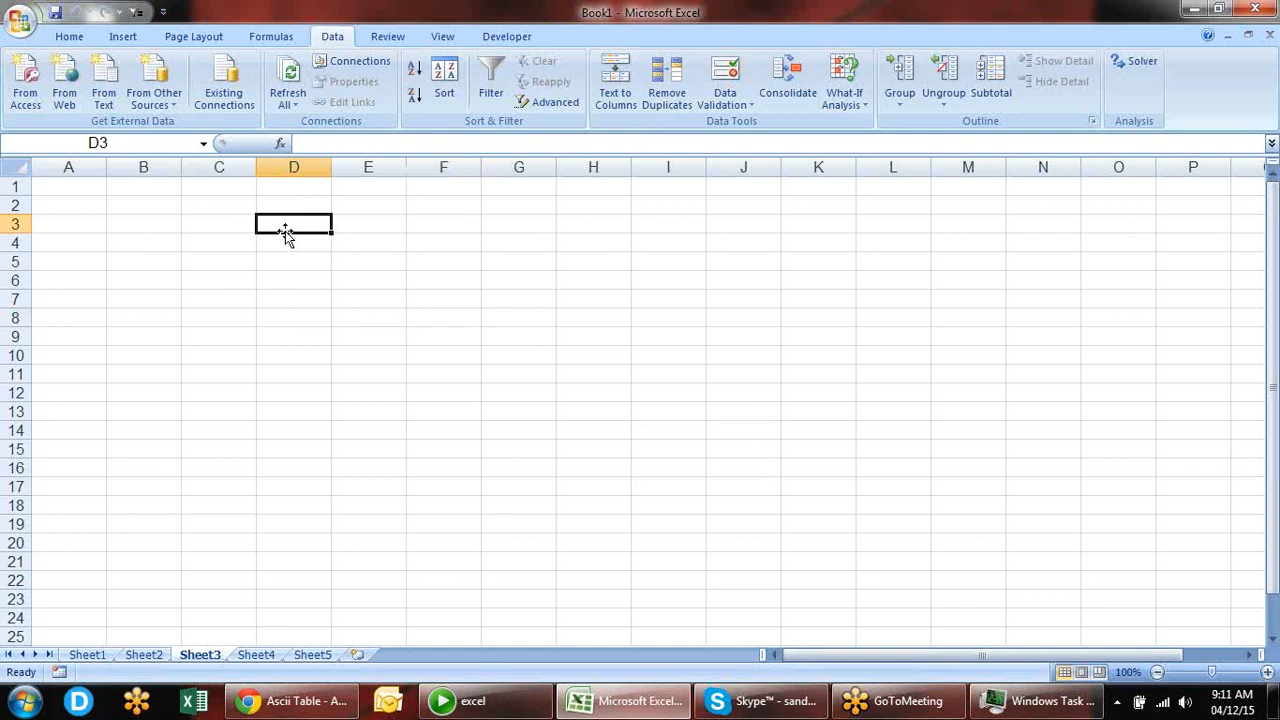 Book1 - Microsoft Excel
Home Insert Page Layout Formulas Data Review View Developer
From Access
From Web
From Text
From Other Sources
Existing Connections
Get External Data
Refresh All
Connections
Properties
Edit Links
Connections
Sort
Filter
Clear
Reapply
Advanced
Sort & Filter
Text to Columns
Remove Duplicates
Data Validation
Consolidate
What-If Analysis
Data Tools
Group
Ungroup
Subtotal
Show Detail
Hide Detail
Outline
Solver
Analysis
D3 fx
A B C D E F G H I J K L M N O P
1
2
3
4
5
6
7
8
9
10
11
12
13
14
15
16
17
18
19
20
21
22
23
24
25
Sheet1 Sheet2 Sheet3 Sheet4 Sheet5
Ready 100%
Ascii Table - A... excel Microsoft Excel... Skype™ - sand... GoToMeeting Windows Task ... 9:11 AM
04/12/15